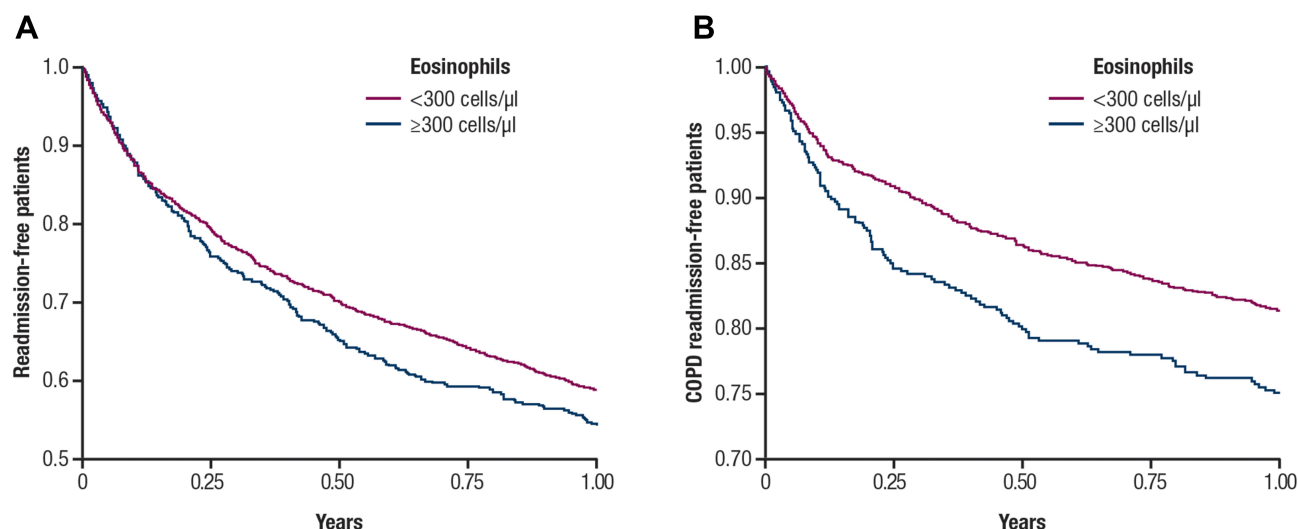 A
Eosinophils
<300 cells/µl
≥300 cells/µl
Readmission-free patients
1.0
0.9
0.8
0.7
0.6
0.5
0
0.25
0.50
0.75
1.00
Years
B
Eosinophils
<300 cells/µl
≥300 cells/µl
COPD readmission-free patients
1.00
0.95
0.90
0.85
0.80
0.75
0.70
0
0.25
0.50
0.75
1.00
Years